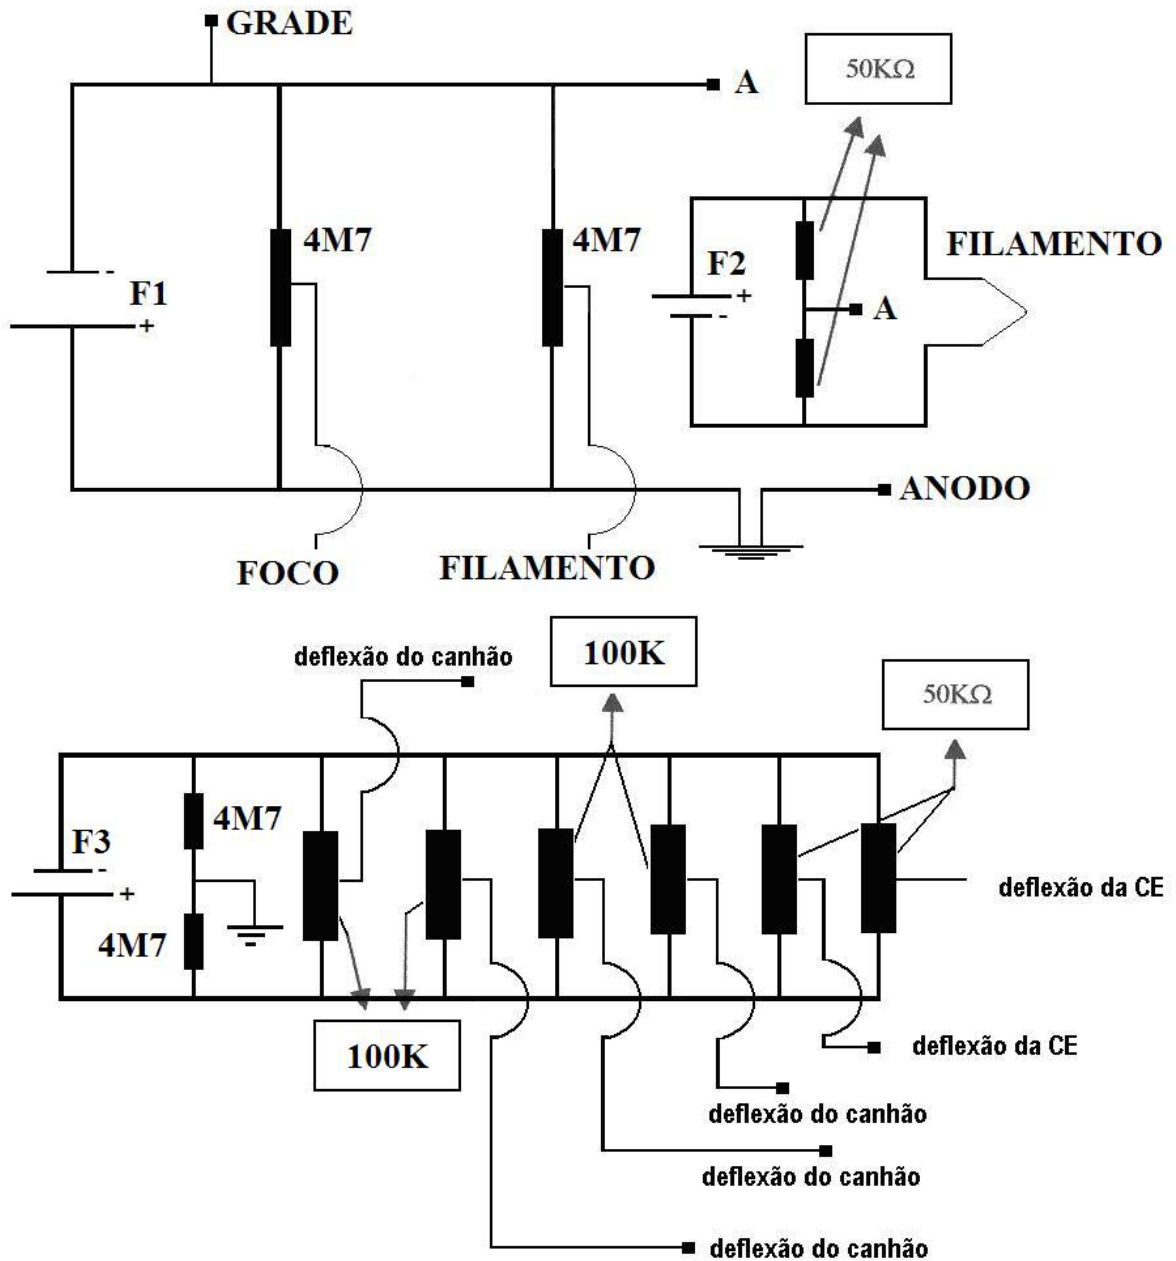 GRADE
A
50KΩ
4M7
4M7
FILAMENTO
F1
-
+
F2
+
-
A
ANODO
FOCO
FILAMENTO
deflexão do canhão
100K
50KΩ
F3
-
+
4M7
4M7
deflexão da CE
100K
deflexão da CE
deflexão do canhão
deflexão do canhão
deflexão do canhão